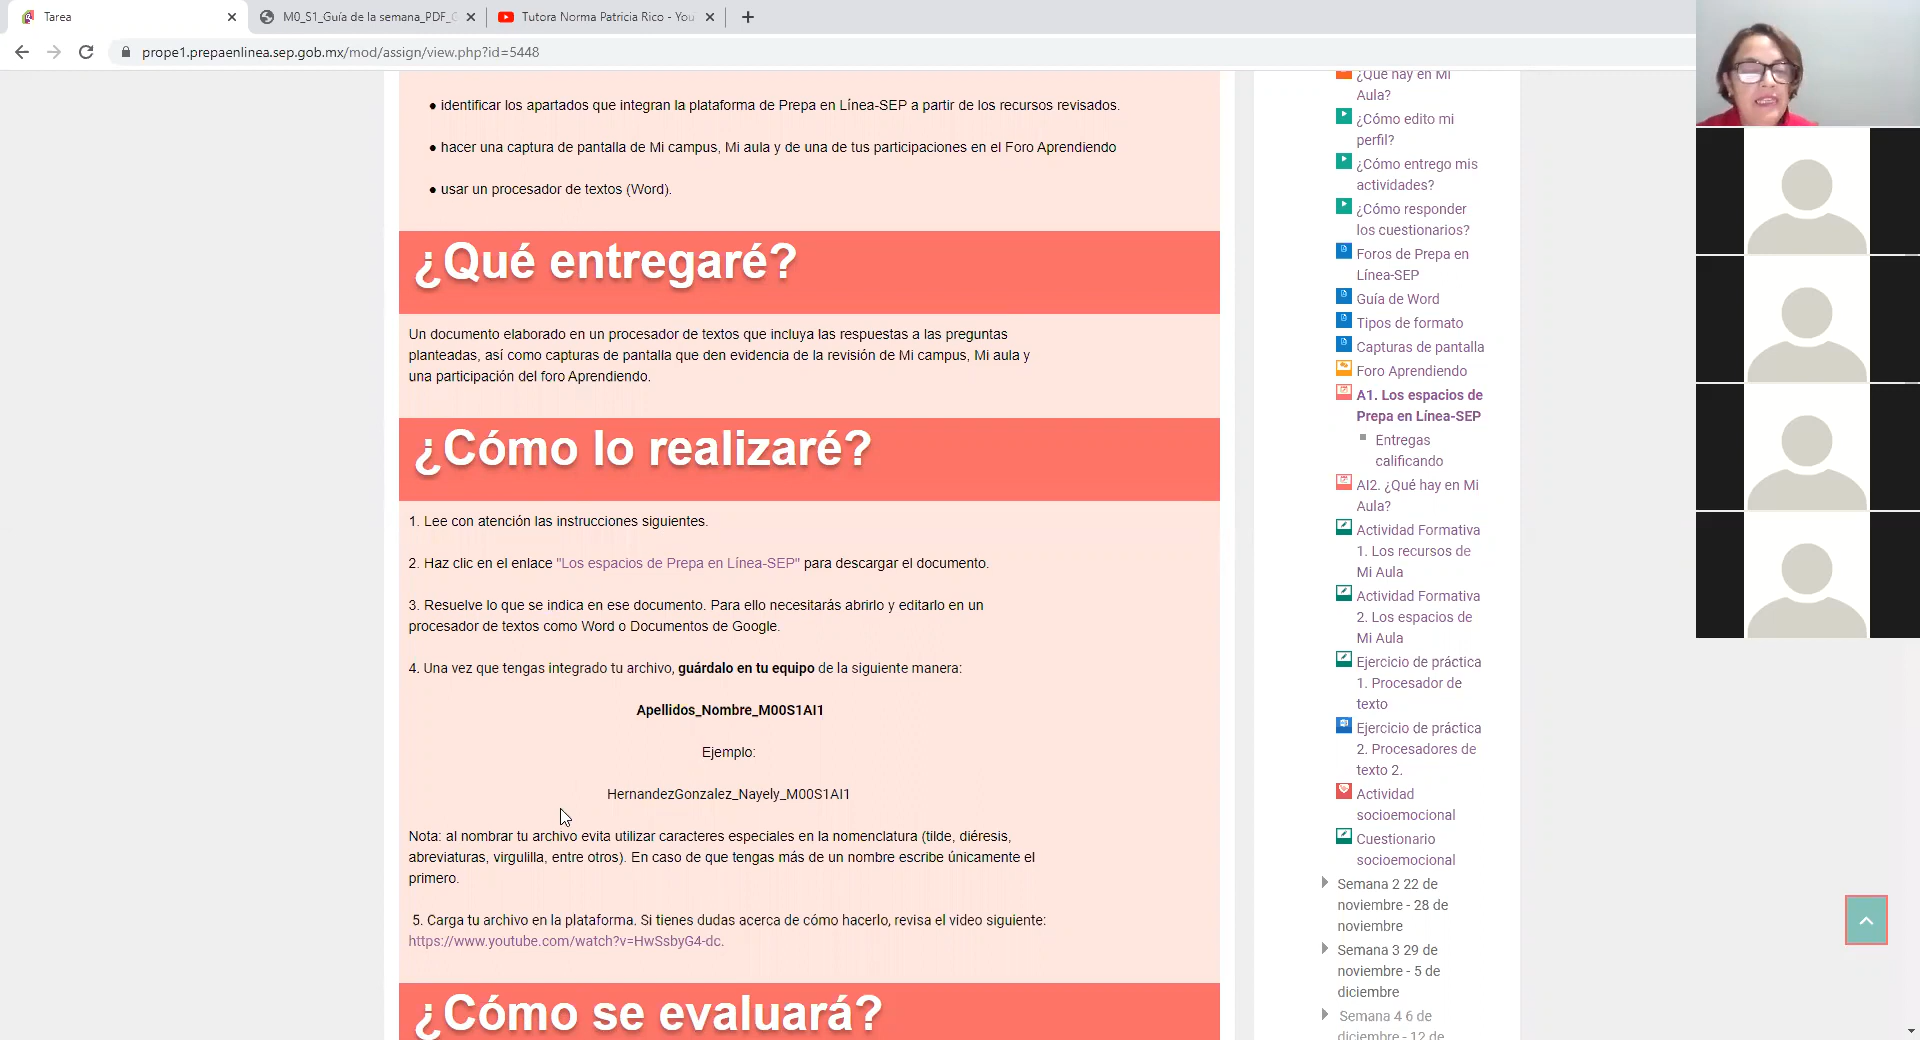 Tarea
M0_S1_Guía de la semana_PDF_G
Tutora Norma Patricia Rico - You
prope1.prepaenlinea.sep.gob.mx/mod/assign/view.php?id=5448
● identificar los apartados que integran la plataforma de Prepa en Línea-SEP a partir de los recursos revisados.
● hacer una captura de pantalla de Mi campus, Mi aula y de una de tus participaciones en el Foro Aprendiendo
● usar un procesador de textos (Word).
¿Qué entregaré?
Un documento elaborado en un procesador de textos que incluya las respuestas a las preguntas
planteadas, así como capturas de pantalla que den evidencia de la revisión de Mi campus, Mi aula y
una participación del foro Aprendiendo.
¿Cómo lo realizaré?
1. Lee con atención las instrucciones siguientes.
2. Haz clic en el enlace "Los espacios de Prepa en Línea-SEP" para descargar el documento.
3. Resuelve lo que se indica en ese documento. Para ello necesitarás abrirlo y editarlo en un
procesador de textos como Word o Documentos de Google.
4. Una vez que tengas integrado tu archivo, guárdalo en tu equipo de la siguiente manera:
Apellidos_Nombre_M00S1AI1
Ejemplo:
HernandezGonzalez_Nayely_M00S1AI1
Nota: al nombrar tu archivo evita utilizar caracteres especiales en la nomenclatura (tilde, diéresis,
abreviaturas, virgulilla, entre otros). En caso de que tengas más de un nombre escribe únicamente el
primero.
5. Carga tu archivo en la plataforma. Si tienes dudas acerca de cómo hacerlo, revisa el video siguiente:
https://www.youtube.com/watch?v=HwSsbyG4-dc.
¿Cómo se evaluará?
¿Qué hay en Mi
Aula?
¿Cómo edito mi
perfil?
¿Cómo entrego mis
actividades?
¿Cómo responder
los cuestionarios?
Foros de Prepa en
Línea-SEP
Guía de Word
Tipos de formato
Capturas de pantalla
Foro Aprendiendo
A1. Los espacios de
Prepa en Línea-SEP
Entregas
calificando
AI2. ¿Qué hay en Mi
Aula?
Actividad Formativa
1. Los recursos de
Mi Aula
Actividad Formativa
2. Los espacios de
Mi Aula
Ejercicio de práctica
1. Procesador de
texto
Ejercicio de práctica
2. Procesadores de
texto 2.
Actividad
socioemocional
Cuestionario
socioemocional
Semana 2 22 de
noviembre - 28 de
noviembre
Semana 3 29 de
noviembre - 5 de
diciembre
Semana 4 6 de
diciembre - 12 de